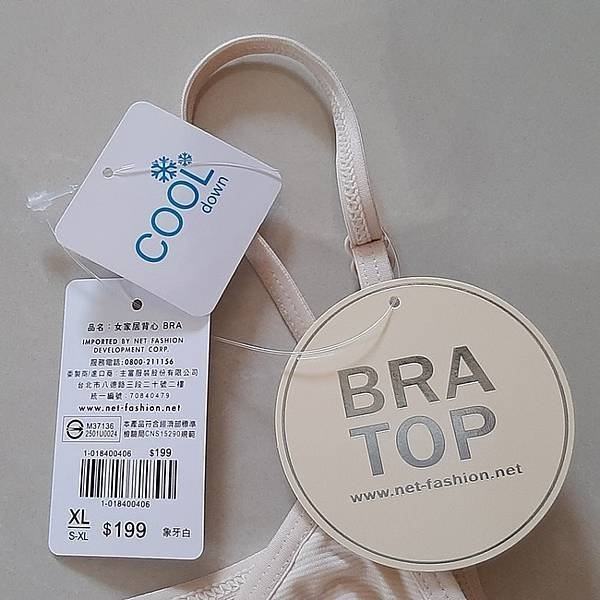 COOL
down
品名：女家居背心 BRA
IMPORTED BY NET FASHION
DEVELOPMENT CORP.
服務電話:0800-211156
委製商/進口商：主富服裝股份有限公司
台北市八德路三段二十號二樓
統一編號：70840479
www.net-fashion.net
M37136
2501U0024
本產品符合經濟部標準
檢驗局CNS15290規範
1-018400406 $199
1-018400406
XL
S-XL
$199
象牙白
BRA
TOP
www.net-fashion.net